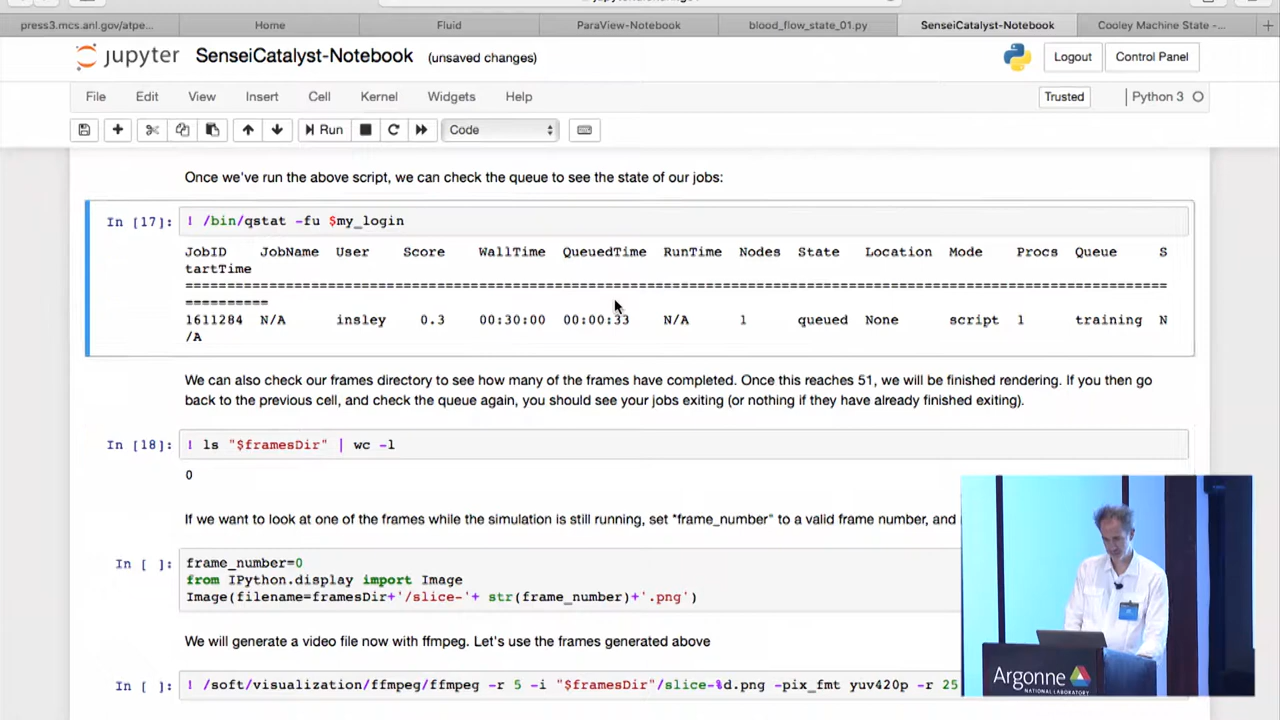 press3.mcs.anl.gov/atpe...
Home
Fluid
ParaView-Notebook
blood_flow_state_01.py
SenseiCatalyst-Notebook
Cooley Machine State -...
jupyter SenseiCatalyst-Notebook (unsaved changes)
Logout
Control Panel
File Edit View Insert Cell Kernel Widgets Help
Trusted
Python 3
Run
Code
Once we've run the above script, we can check the queue to see the state of our jobs:
In [17]: ! /bin/qstat -fu $my_login
JobID JobName User Score WallTime QueuedTime RunTime Nodes State Location Mode Procs Queue S
tartTime
====================================================================================================
==========
1611284 N/A insley 0.3 00:30:00 00:00:33 N/A 1 queued None script 1 training N
/A
We can also check our frames directory to see how many of the frames have completed. Once this reaches 51, we will be finished rendering. If you then go
back to the previous cell, and check the queue again, you should see your jobs exiting (or nothing if they have already finished exiting).
In [18]: ! ls "$framesDir" | wc -l
0
If we want to look at one of the frames while the simulation is still running, set *frame_number" to a valid frame number, and
In [ ]: frame_number=0
from IPython.display import Image
Image(filename=framesDir+'/slice-'+ str(frame_number)+'.png')
We will generate a video file now with ffmpeg. Let's use the frames generated above
In [ ]: ! /soft/visualization/ffmpeg/ffmpeg -r 5 -i "$framesDir"/slice-%d.png -pix_fmt yuv420p -r 25
Argonne
NATIONAL LABORATORY